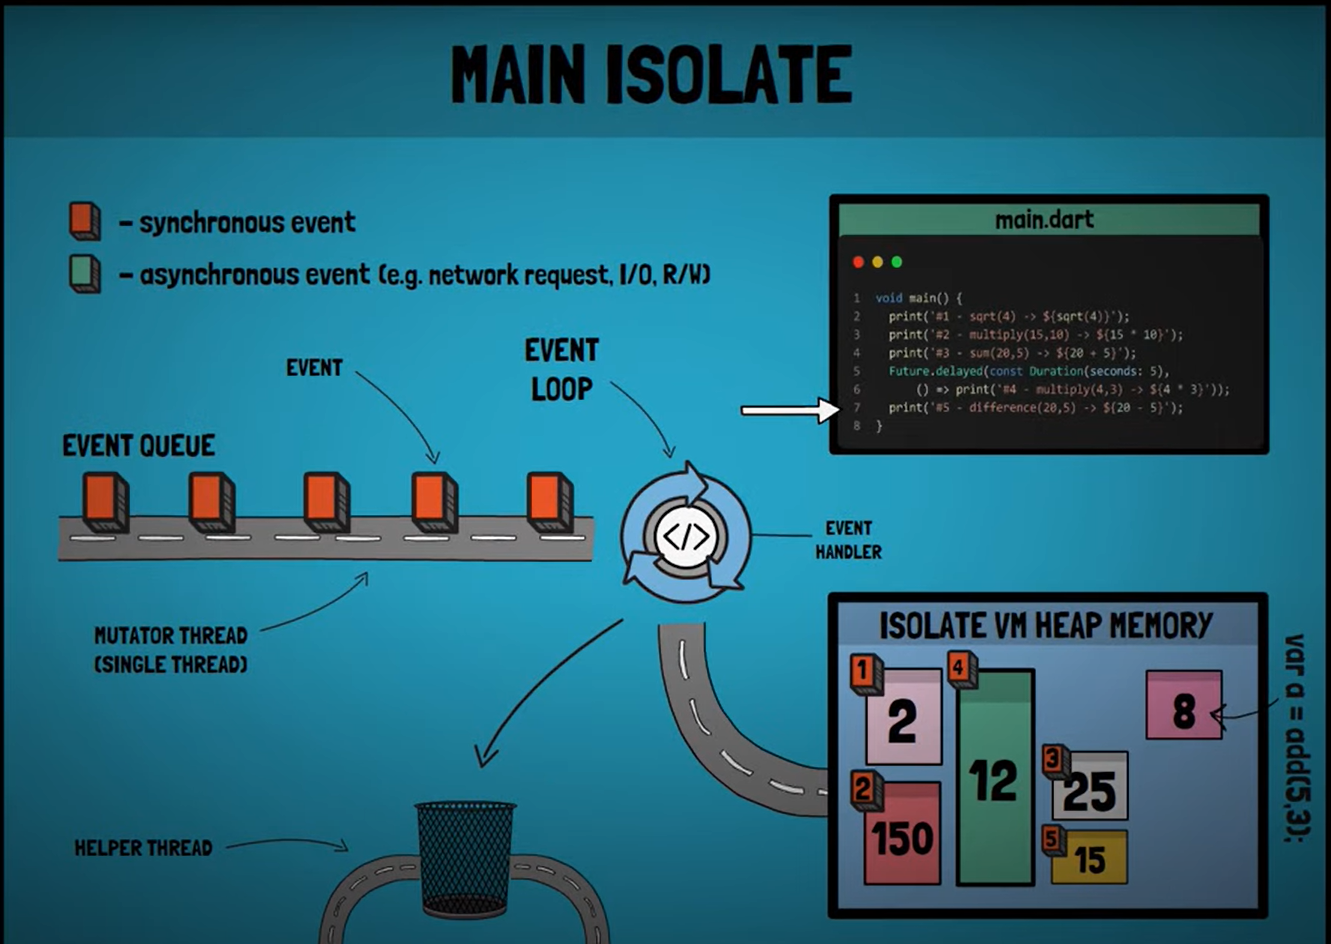 MAIN ISOLATE
– synchronous event
– asynchronous event (e.g. network request, I/O, R/W)
main.dart
1 void main() {
2 print('#1 - sqrt(4) -> ${sqrt(4)}');
3 print('#2 - multiply(15,10) -> ${15 * 10}');
4 print('#3 - sum(20,5) -> ${20 + 5}');
5 Future.delayed(const Duration(seconds: 5),
6 () => print('#4 - multiply(4,3) -> ${4 * 3}'));
7 print('#5 - difference(20,5) -> ${20 - 5}');
8 }
EVENT
EVENT
LOOP
EVENT QUEUE
</>
EVENT
HANDLER
MUTATOR THREAD
(SINGLE THREAD)
HELPER THREAD
ISOLATE VM HEAP MEMORY
1
2
4
12
8
2
150
3
25
5
15
var a = add(5,3);